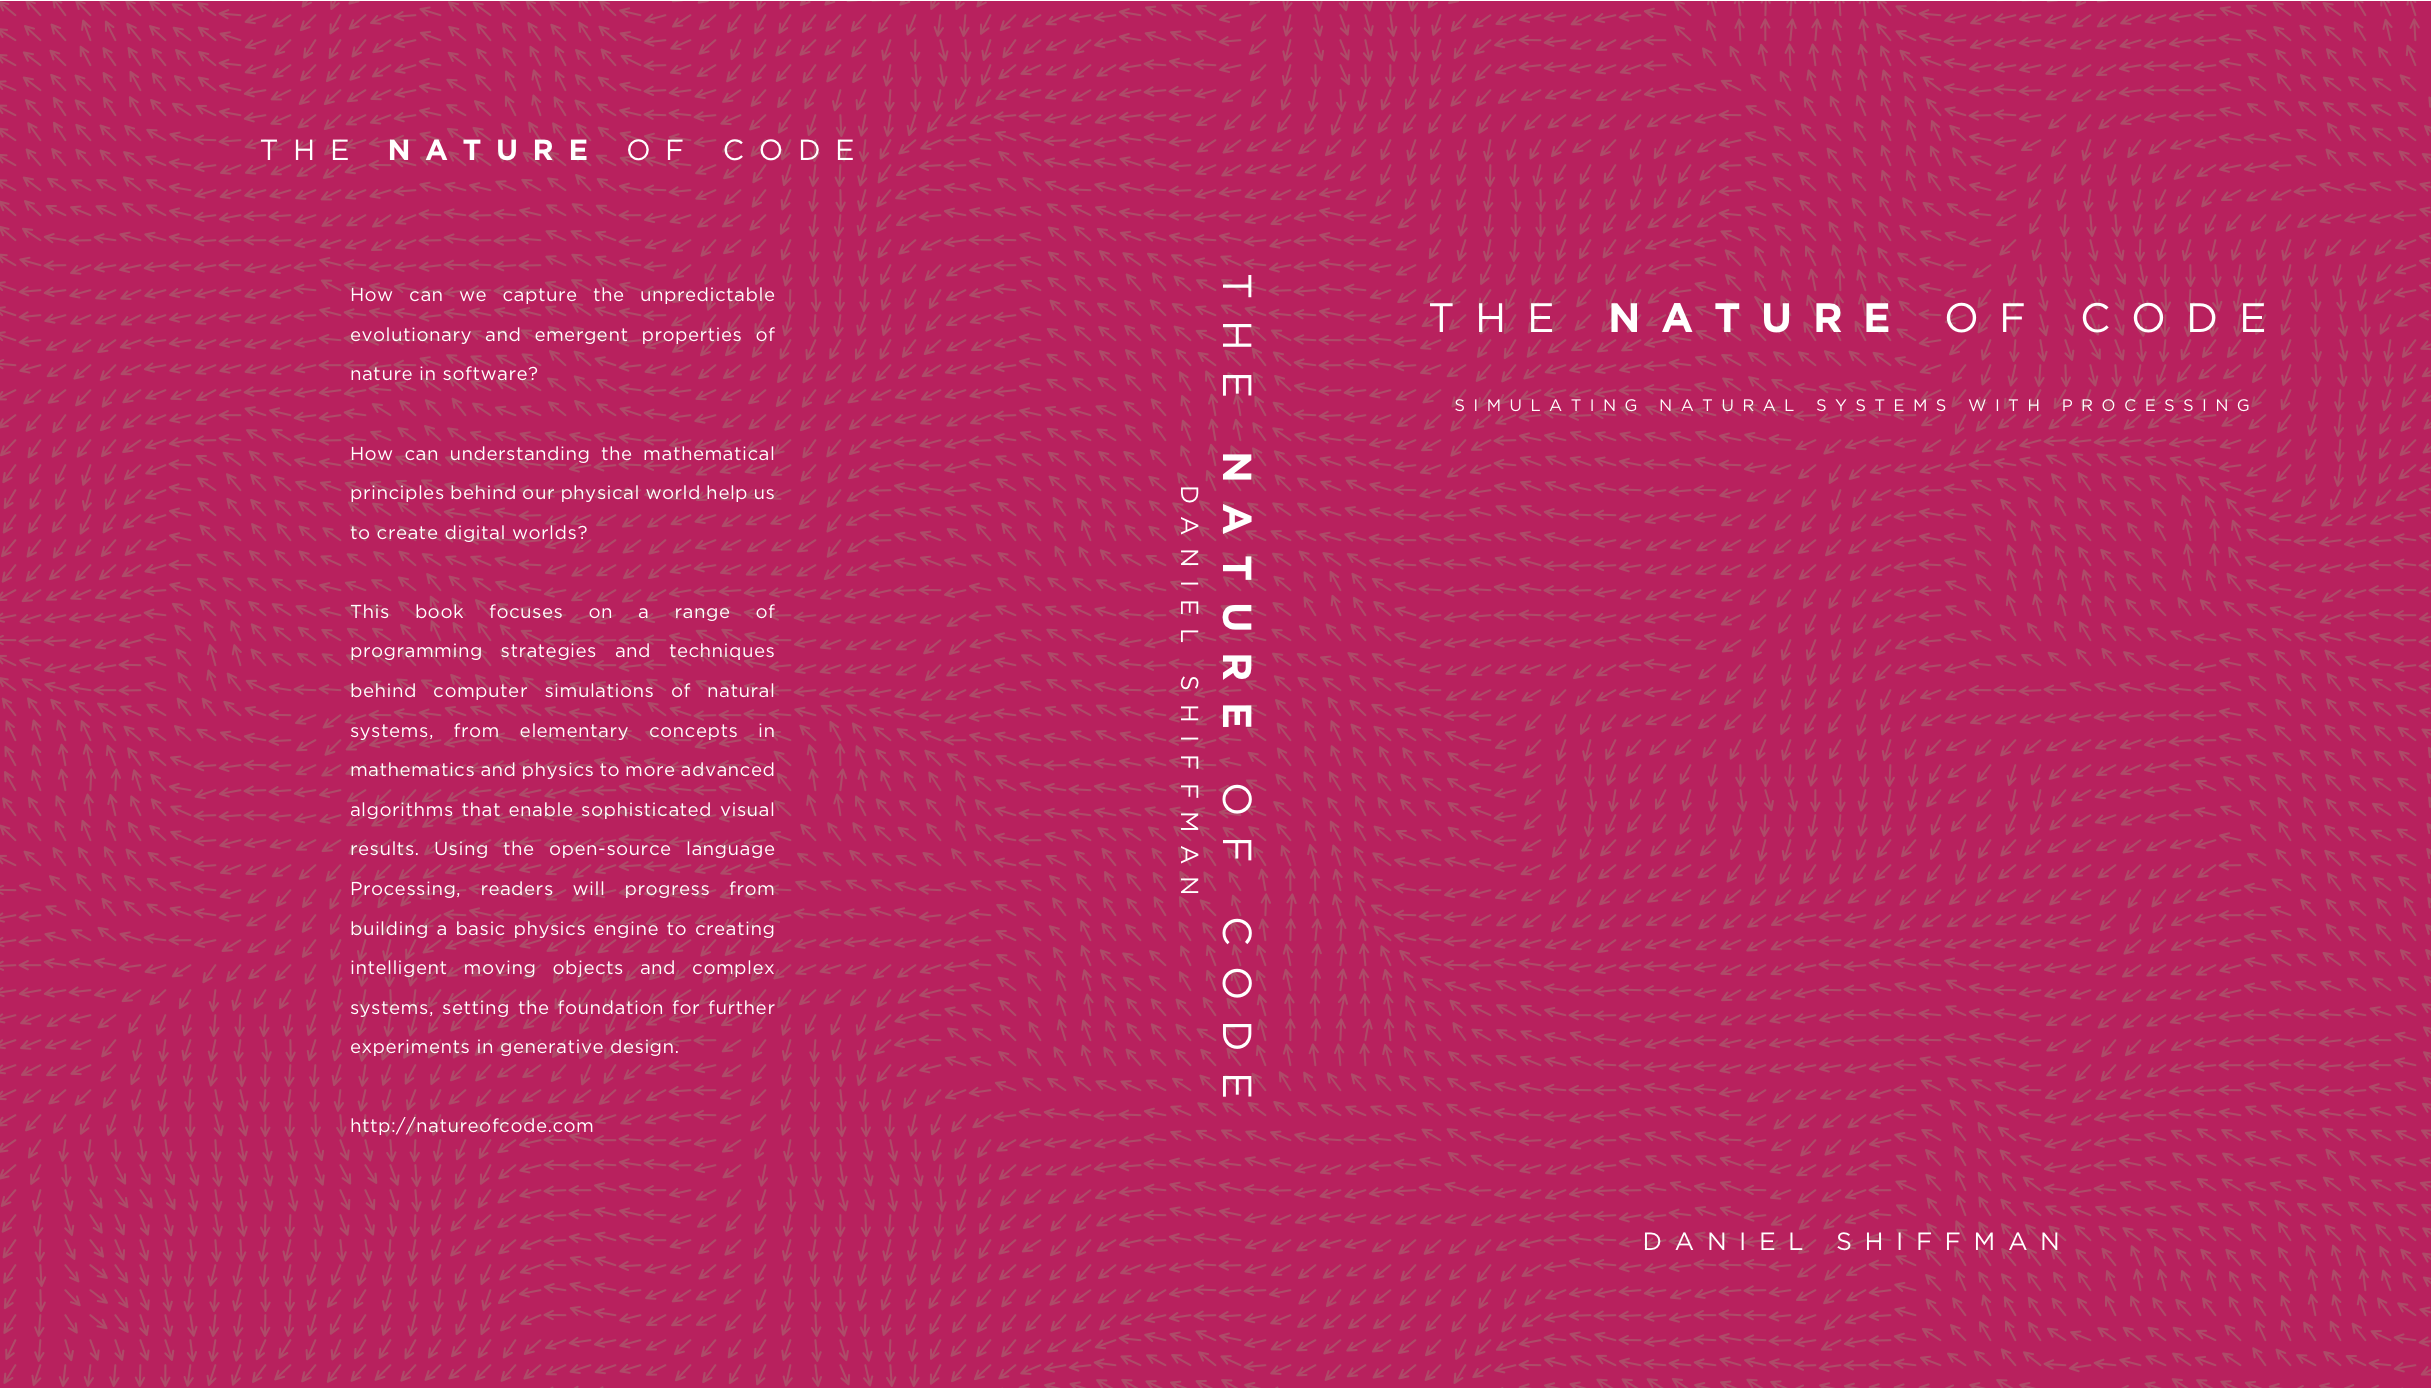 THE NATURE OF CODE
How can we capture the unpredictable
evolutionary and emergent properties of
nature in software?
How can understanding the mathematical
principles behind our physical world help us
to create digital worlds?
This book focuses on a range of
programming strategies and techniques
behind computer simulations of natural
systems, from elementary concepts in
mathematics and physics to more advanced
algorithms that enable sophisticated visual
results. Using the open-source language
Processing, readers will progress from
building a basic physics engine to creating
intelligent moving objects and complex
systems, setting the foundation for further
experiments in generative design.
http://natureofcode.com
THE NATURE OF CODE
DANIEL SHIFFMAN
THE NATURE OF CODE
SIMULATING NATURAL SYSTEMS WITH PROCESSING
DANIEL SHIFFMAN